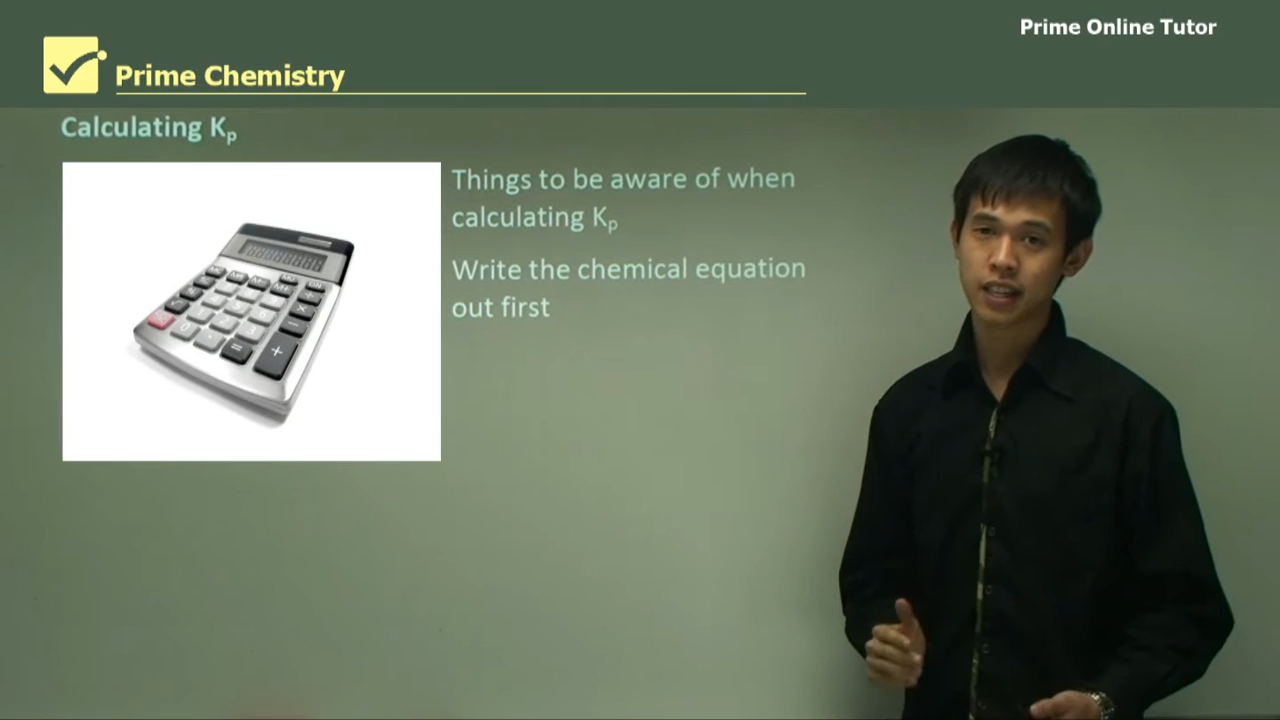 Prime Online Tutor
Prime Chemistry
Calculating Kp
Things to be aware of when
calculating Kp
Write the chemical equation
out first